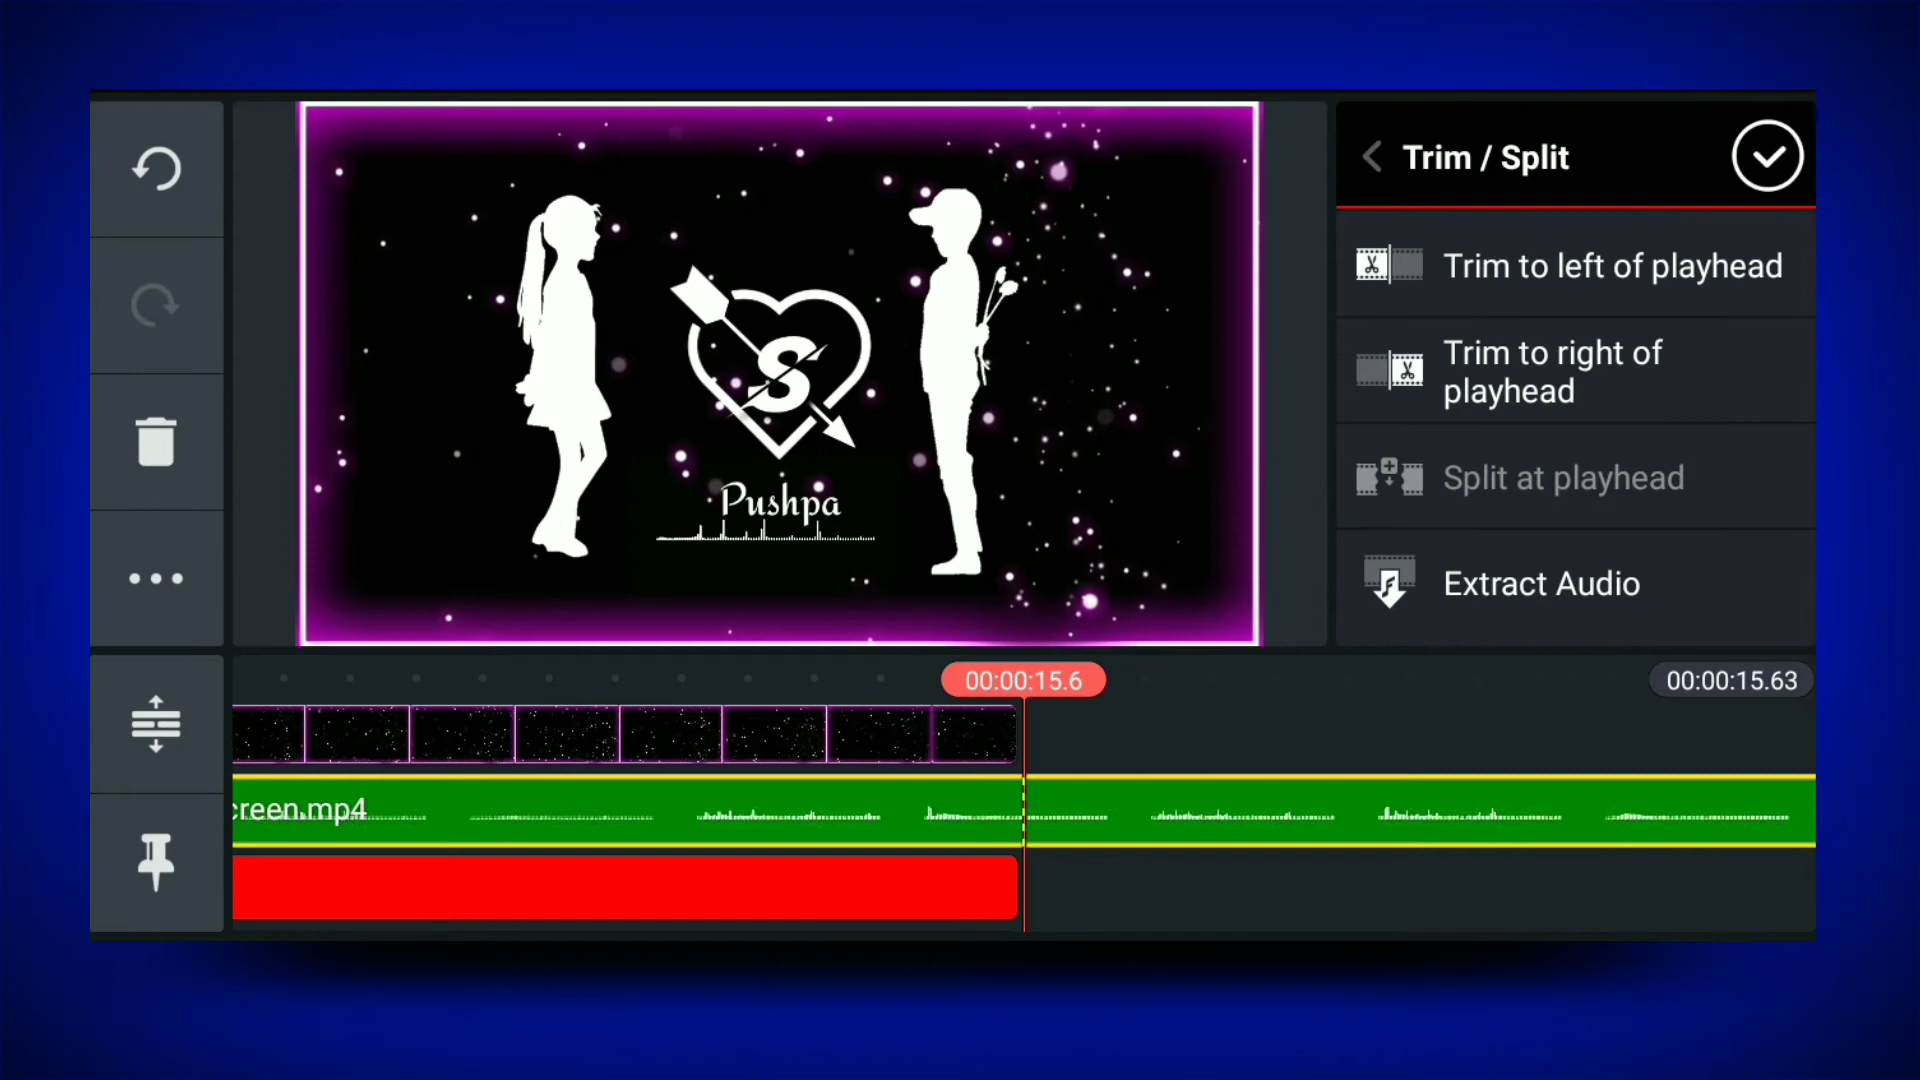 Trim / Split
Trim to left of playhead
Trim to right of
playhead
Split at playhead
Extract Audio
S
Pushpa
00:00:15.6
00:00:15.63
creen.mp4